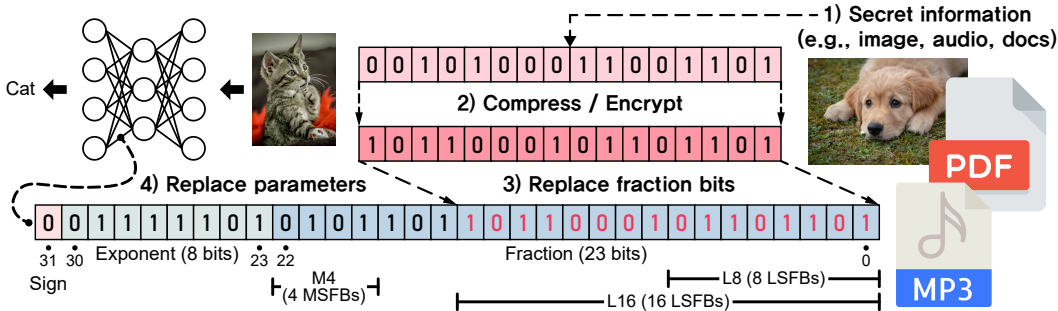 1) Secret information
(e.g., image, audio, docs)
0 0 1 0 1 0 0 0 1 1 0 0 1 1 0 1
Cat
2) Compress / Encrypt
1 0 1 1 0 0 0 1 0 1 1 0 1 1 0 1
PDF
4) Replace parameters
3) Replace fraction bits
0 0 1 1 1 1 1 0 1 0 1 0 1 1 0 1 1 0 1 1 0 0 0 1 0 1 1 0 1 1 0 1
Exponent (8 bits)
Fraction (23 bits)
31 30 23 22 0
Sign
M4
(4 MSFBs)
L8 (8 LSFBs)
L16 (16 LSFBs)
MP3